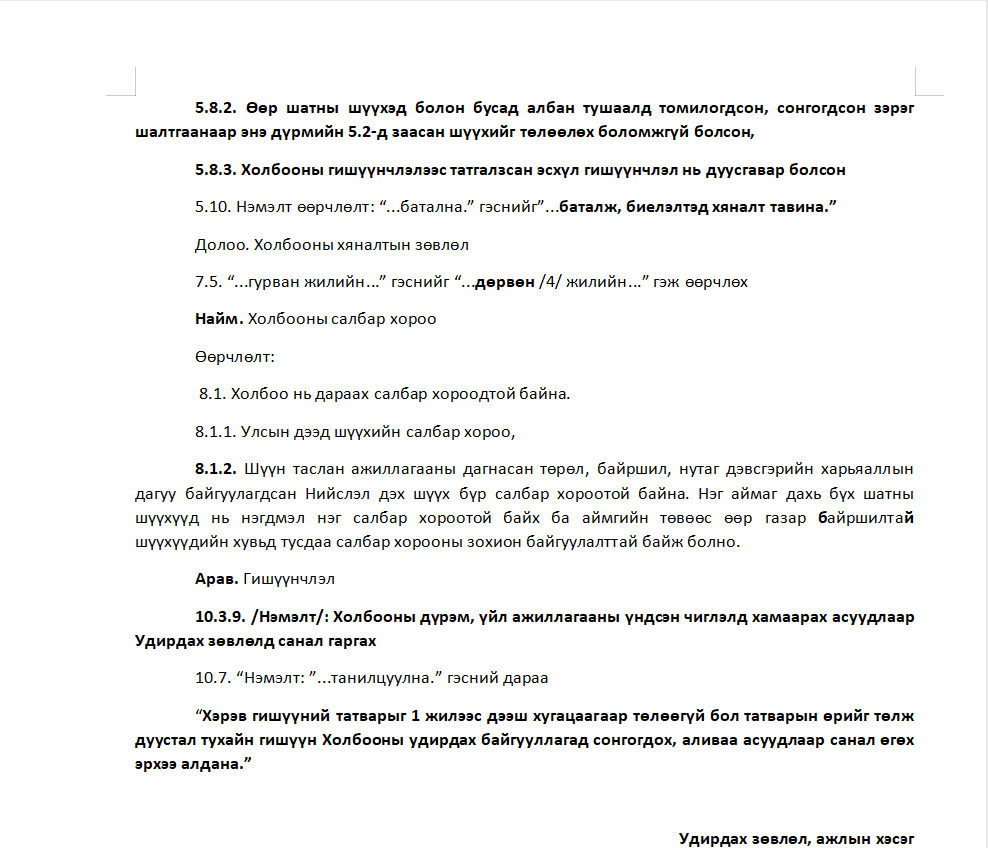 5.8.2. Өөр шатны шүүхэд болон бусад албан тушаалд томилогдсон, сонгогдсон зэрэг
шалтгаанаар энэ дүрмийн 5.2-д заасан шүүхийг төлөөлөх боломжгүй болсон,
5.8.3. Холбооны гишүүнчлэлээс татгалзсан эсхүл гишүүнчлэл нь дуусгавар болсон
5.10. Нэмэлт өөрчлөлт: “...батална.” гэснийг”...баталж, биелэлтэд хяналт тавина.”
Долоо. Холбооны хяналтын зөвлөл
7.5. “...гурван жилийн...” гэснийг “...дөрвөн /4/ жилийн...” гэж өөрчлөх
Найм. Холбооны салбар хороо
Өөрчлөлт:
8.1. Холбоо нь дараах салбар хороодтой байна.
8.1.1. Улсын дээд шүүхийн салбар хороо,
8.1.2. Шүүн таслан ажиллагааны дагнасан төрөл, байршил, нутаг дэвсгэрийн харьяаллын
дагуу байгуулагдсан Нийслэл дэх шүүх бүр салбар хороотой байна. Нэг аймаг дахь бүх шатны
шүүхүүд нь нэгдмэл нэг салбар хороотой байх ба аймгийн төвөөс өөр газар байршилтай
шүүхүүдийн хувьд тусдаа салбар хорооны зохион байгуулалттай байж болно.
Арав. Гишүүнчлэл
10.3.9. /Нэмэлт/: Холбооны дүрэм, үйл ажиллагааны үндсэн чиглэлд хамаарах асуудлаар
Удирдах зөвлөлд санал гаргах
10.7. “Нэмэлт: ”...танилцуулна.” гэсний дараа
“Хэрэв гишүүний татварыг 1 жилээс дээш хугацаагаар төлөөгүй бол татварын өрийг төлж
дуустал тухайн гишүүн Холбооны удирдах байгууллагад сонгогдох, аливаа асуудлаар санал өгөх
эрхээ алдана.”
Удирдах зөвлөл, ажлын хэсэг